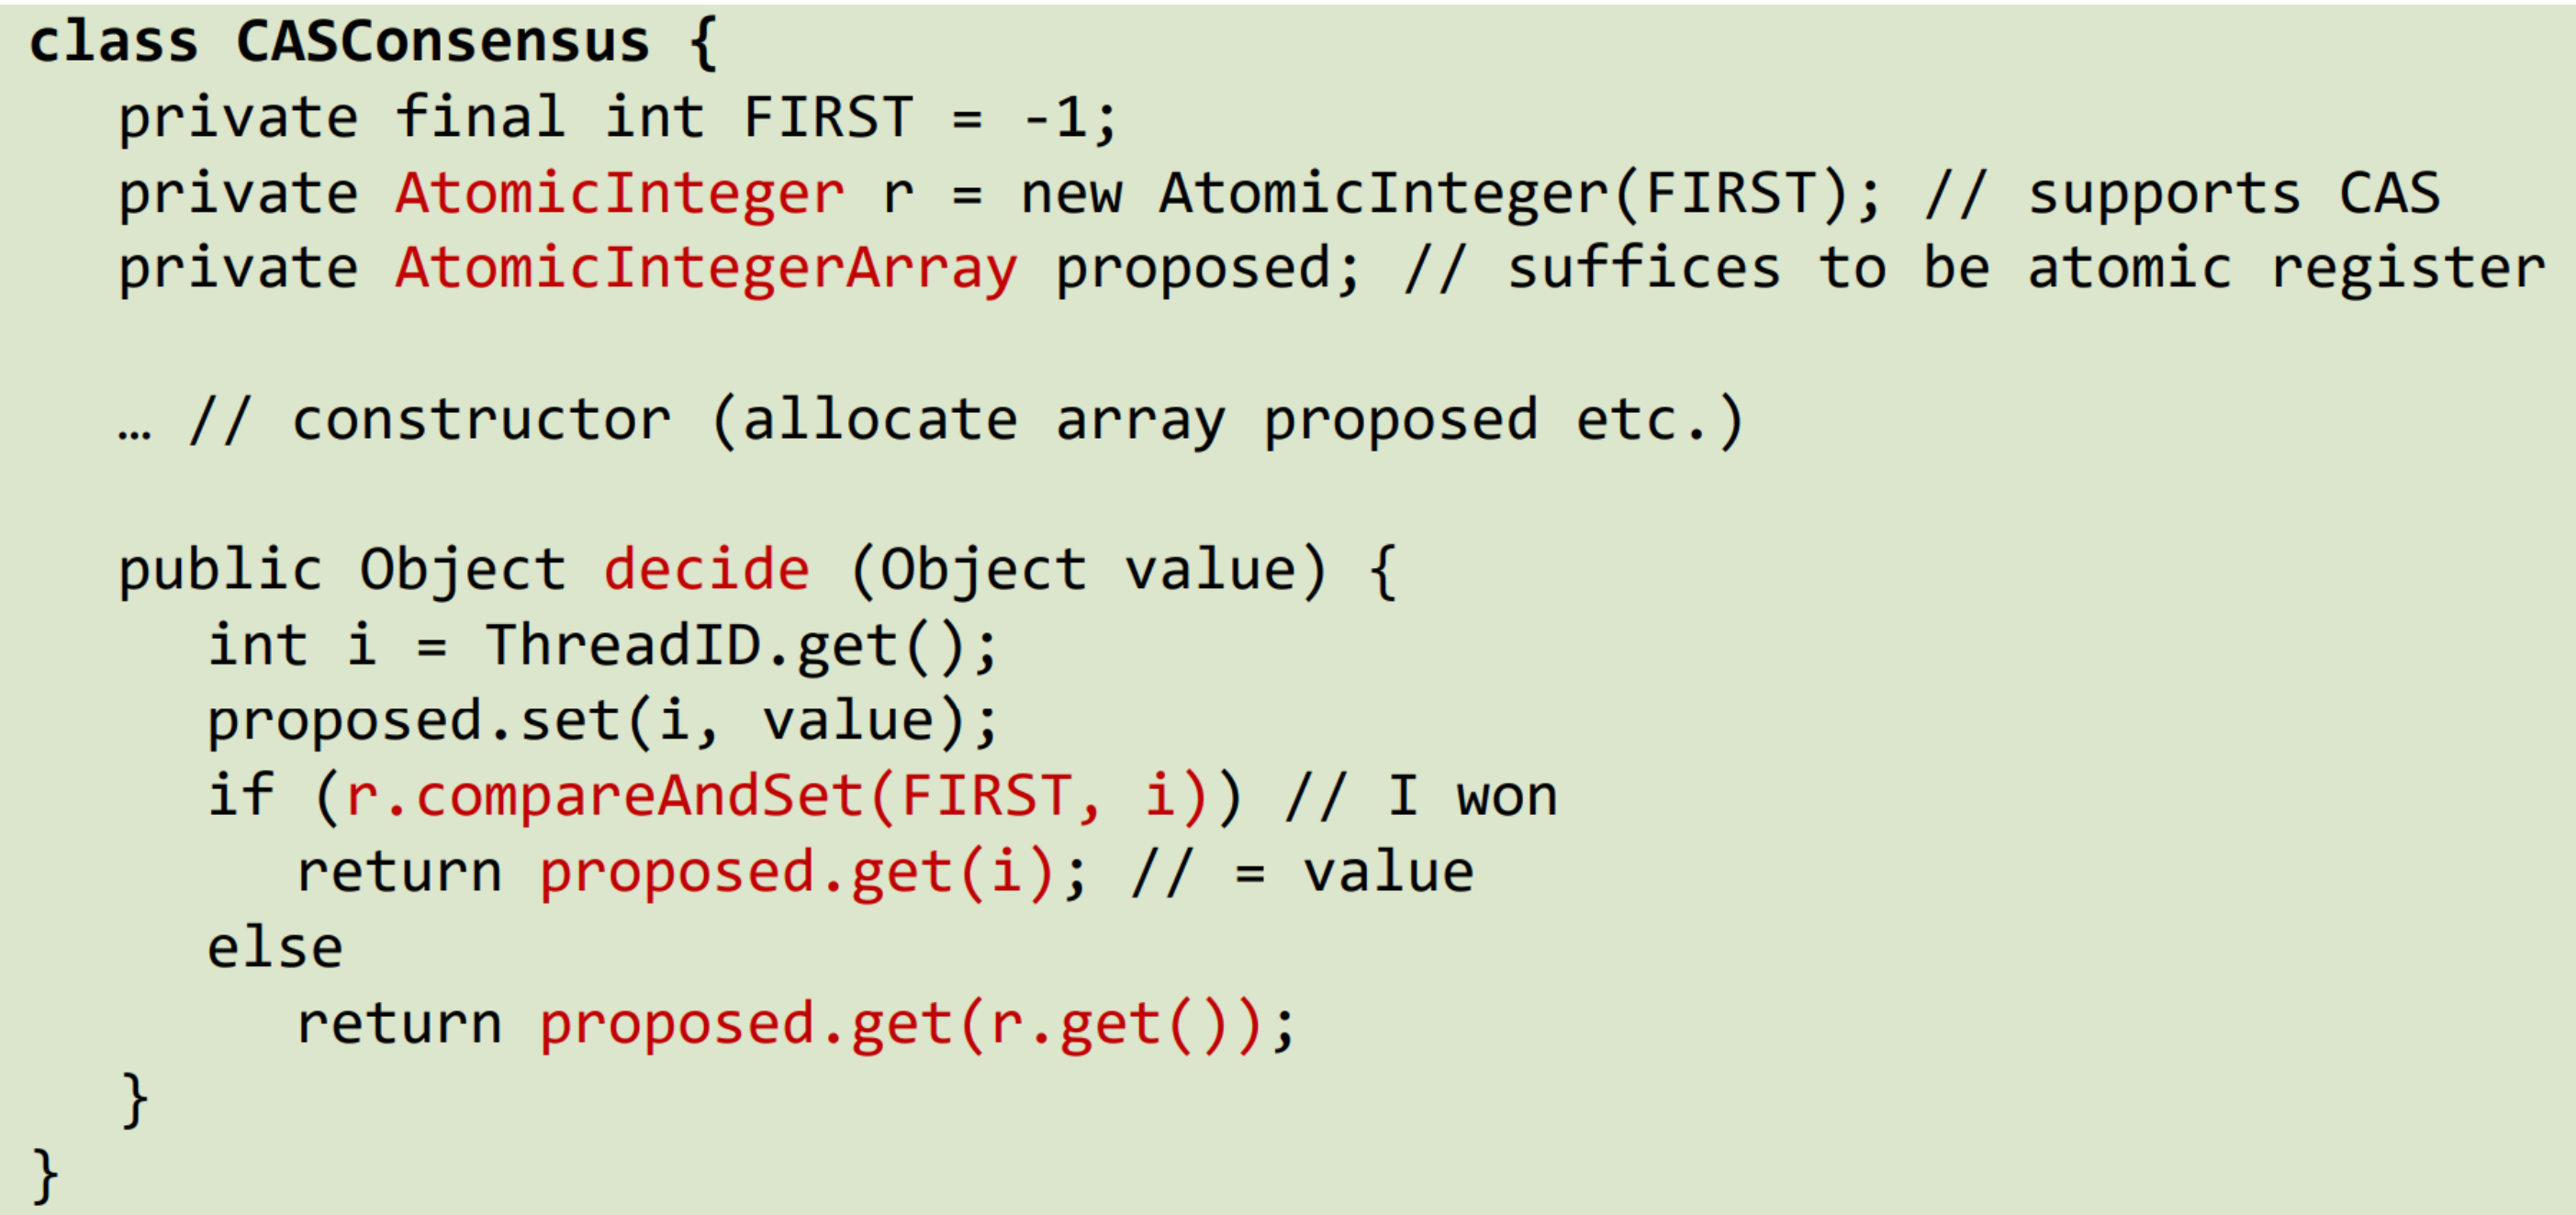 class CASConsensus {
private final int FIRST = -1;
private AtomicInteger r = new AtomicInteger(FIRST); // supports CAS
private AtomicIntegerArray proposed; // suffices to be atomic register
… // constructor (allocate array proposed etc.)
public Object decide (Object value) {
int i = ThreadID.get();
proposed.set(i, value);
if (r.compareAndSet(FIRST, i)) // I won
return proposed.get(i); // = value
else
return proposed.get(r.get());
}
}